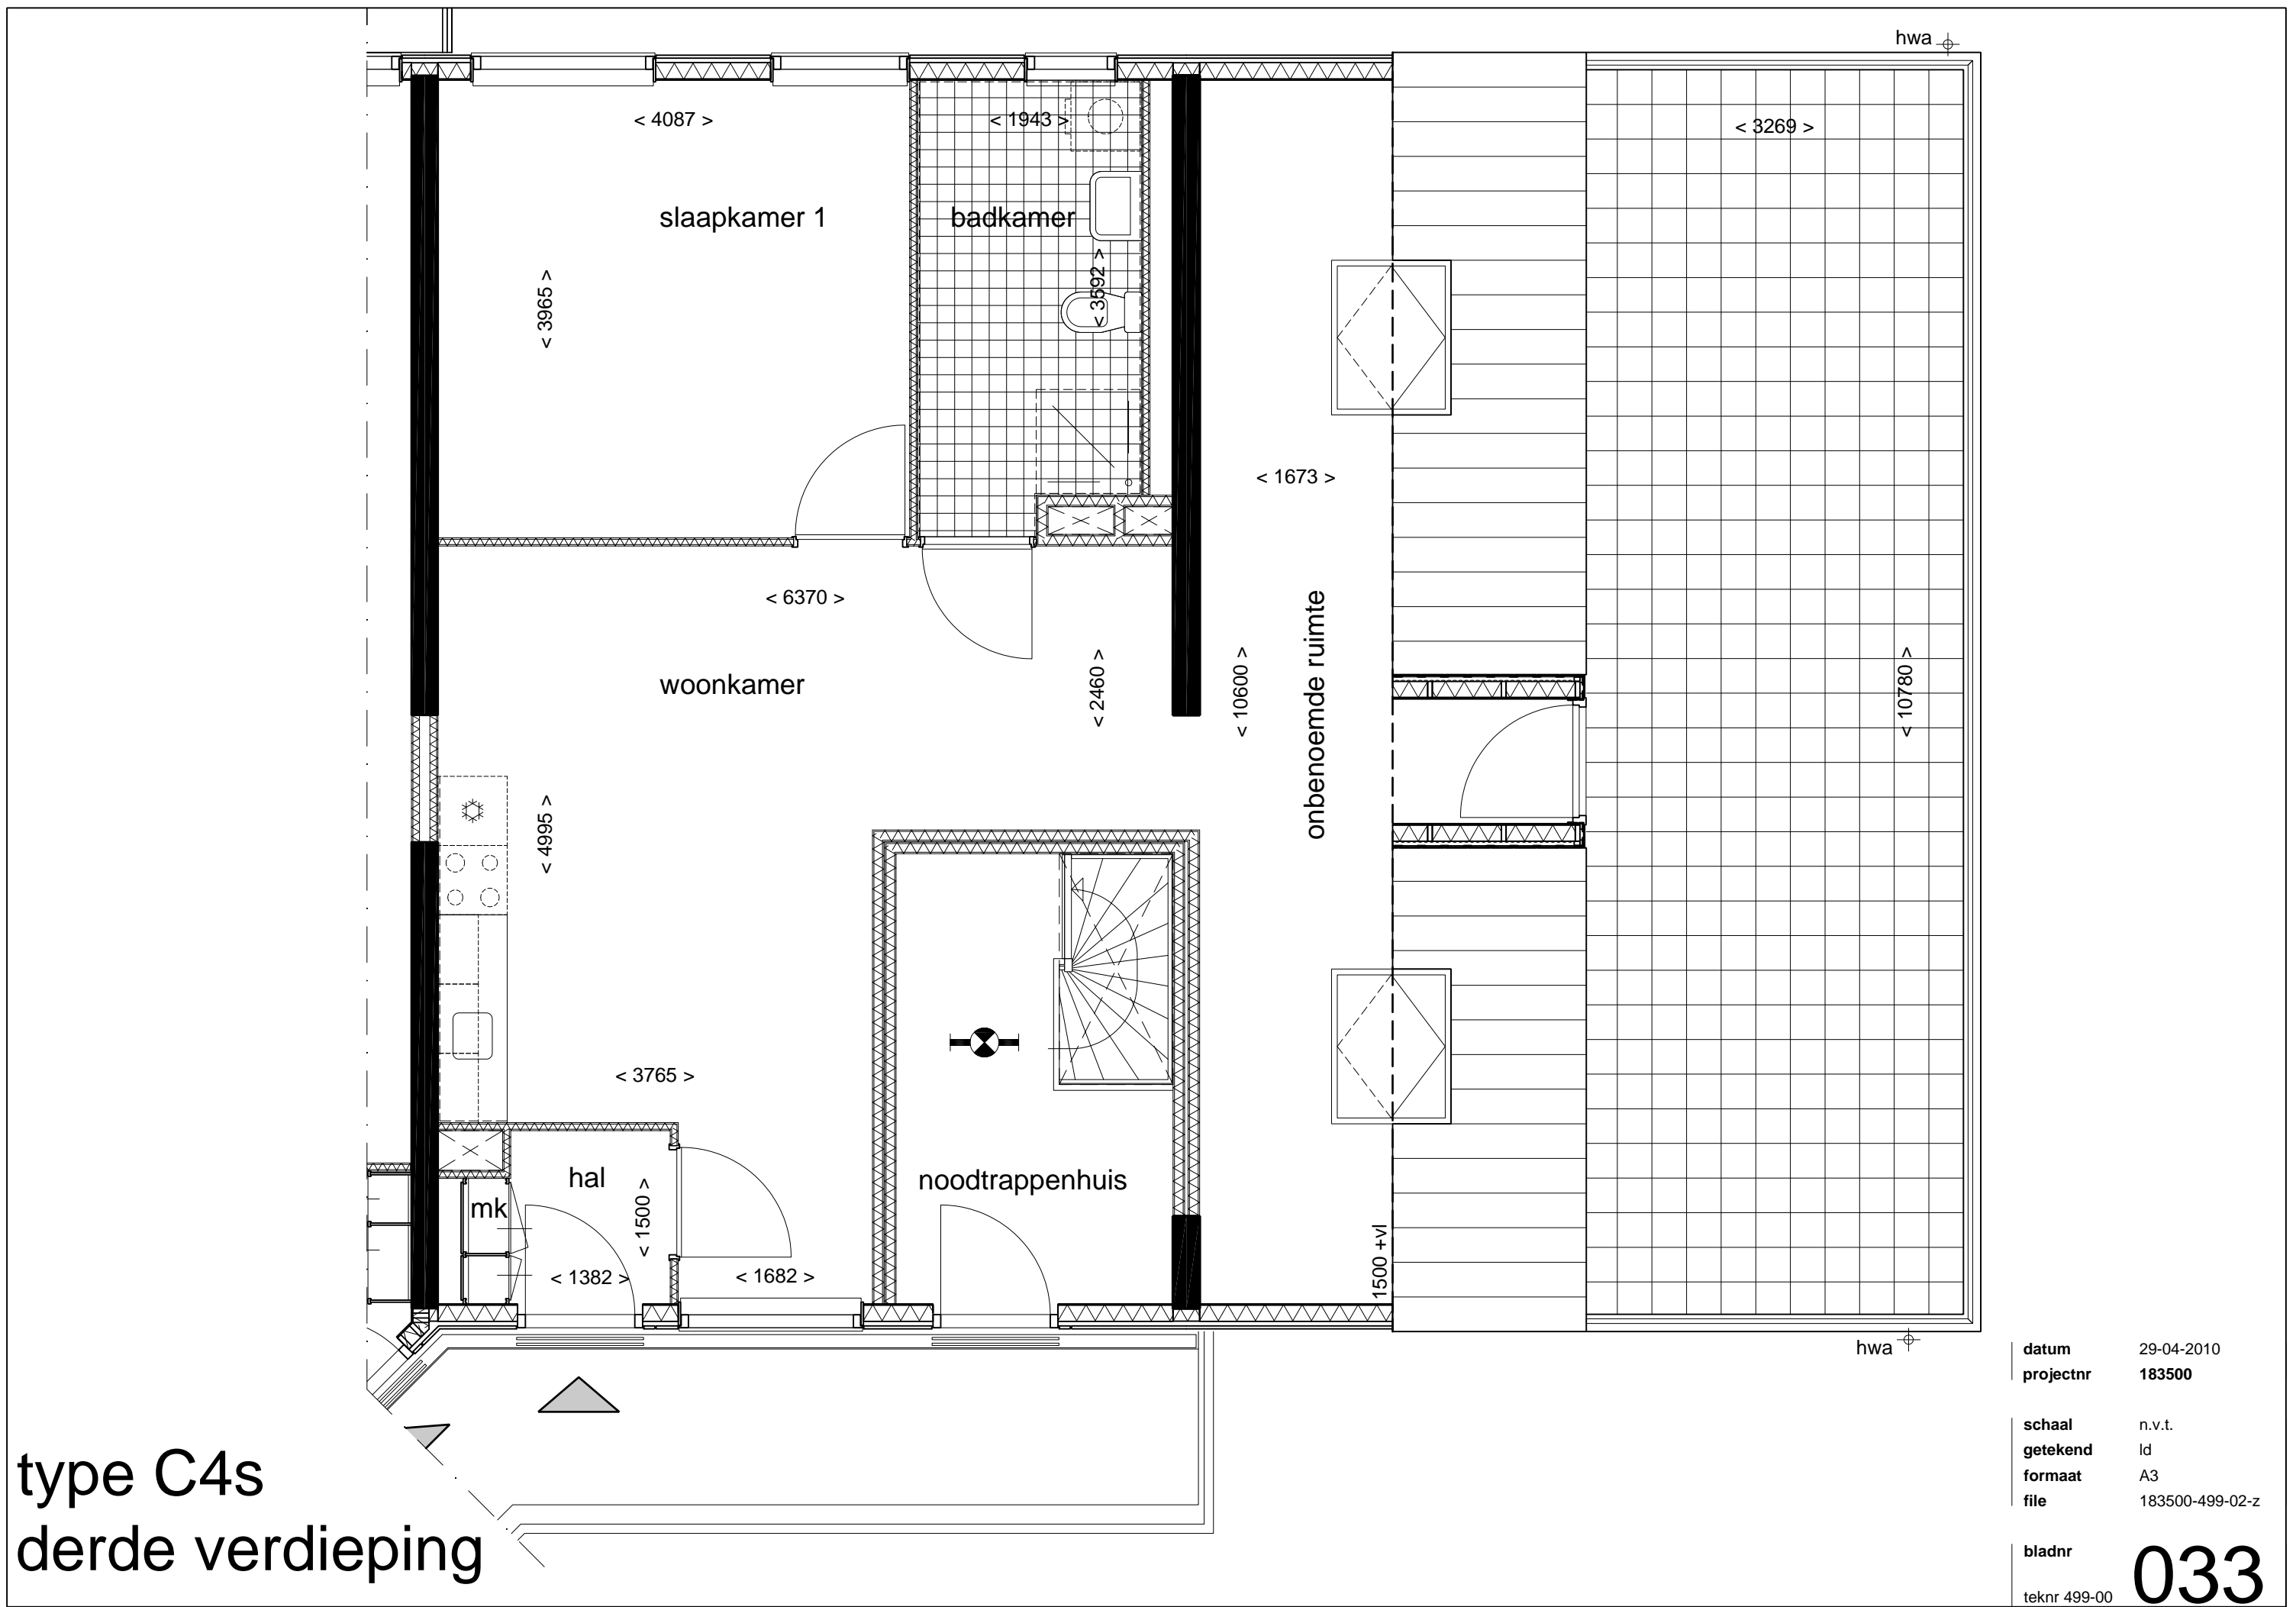 hwa
< 4087 >
< 1943 >
< 3269 >
slaapkamer 1
badkamer
< 3965 >
< 3592 >
< 1673 >
< 6370 >
onbenoemde ruimte
woonkamer
< 2460 >
< 10600 >
< 10780 >
< 4995 >
< 3765 >
hal
noodtrappenhuis
mk
< 1500 >
< 1382 >
< 1682 >
1500 +vl
hwa
type C4s
derde verdieping
datum 29-04-2010
projectnr 183500
schaal n.v.t.
getekend ld
formaat A3
file 183500-499-02-z
bladnr 033
teknr 499-00